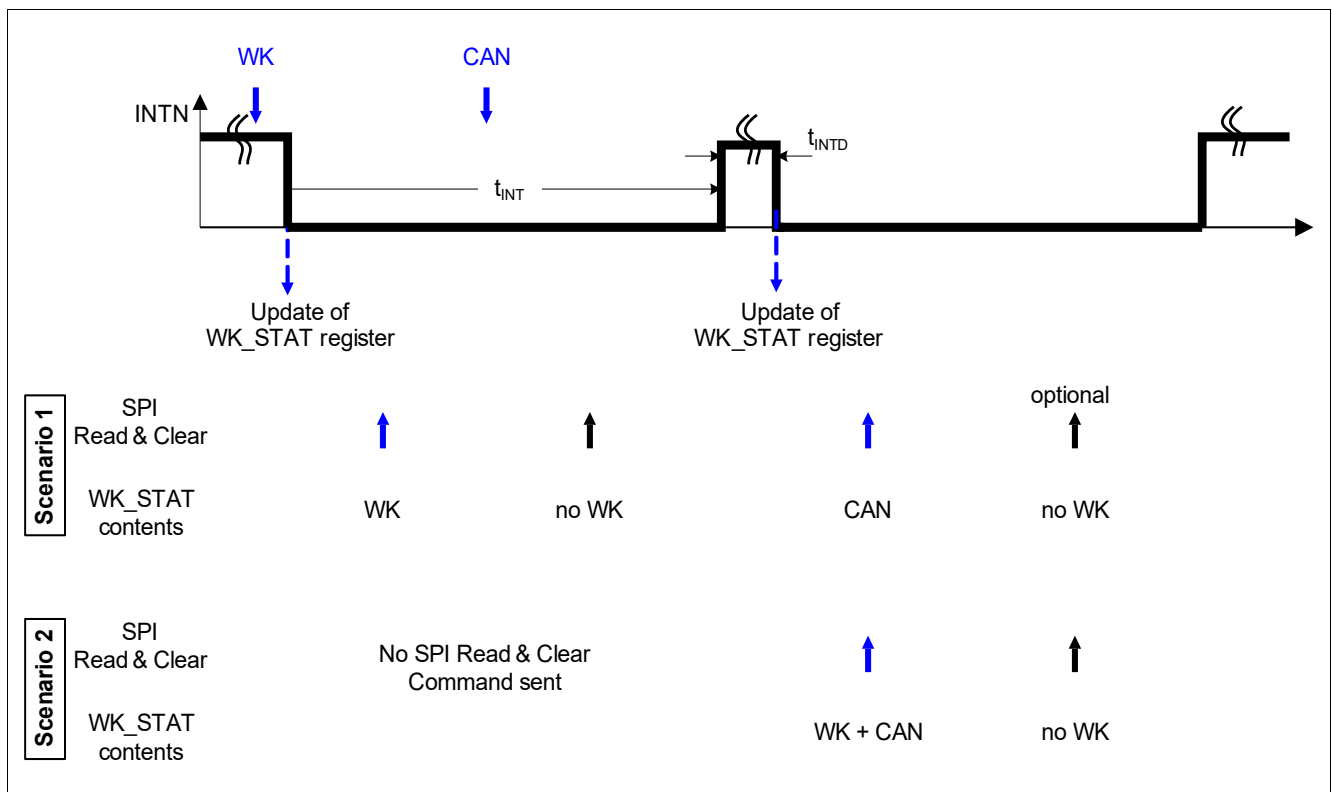 WK
CAN
INTN
tINTD
tINT
Update of
WK_STAT register
Update of
WK_STAT register
Scenario 1
SPI
Read & Clear
optional
WK_STAT
contents
WK
no WK
CAN
no WK
Scenario 2
SPI
Read & Clear
No SPI Read & Clear
Command sent
WK_STAT
contents
WK + CAN
no WK